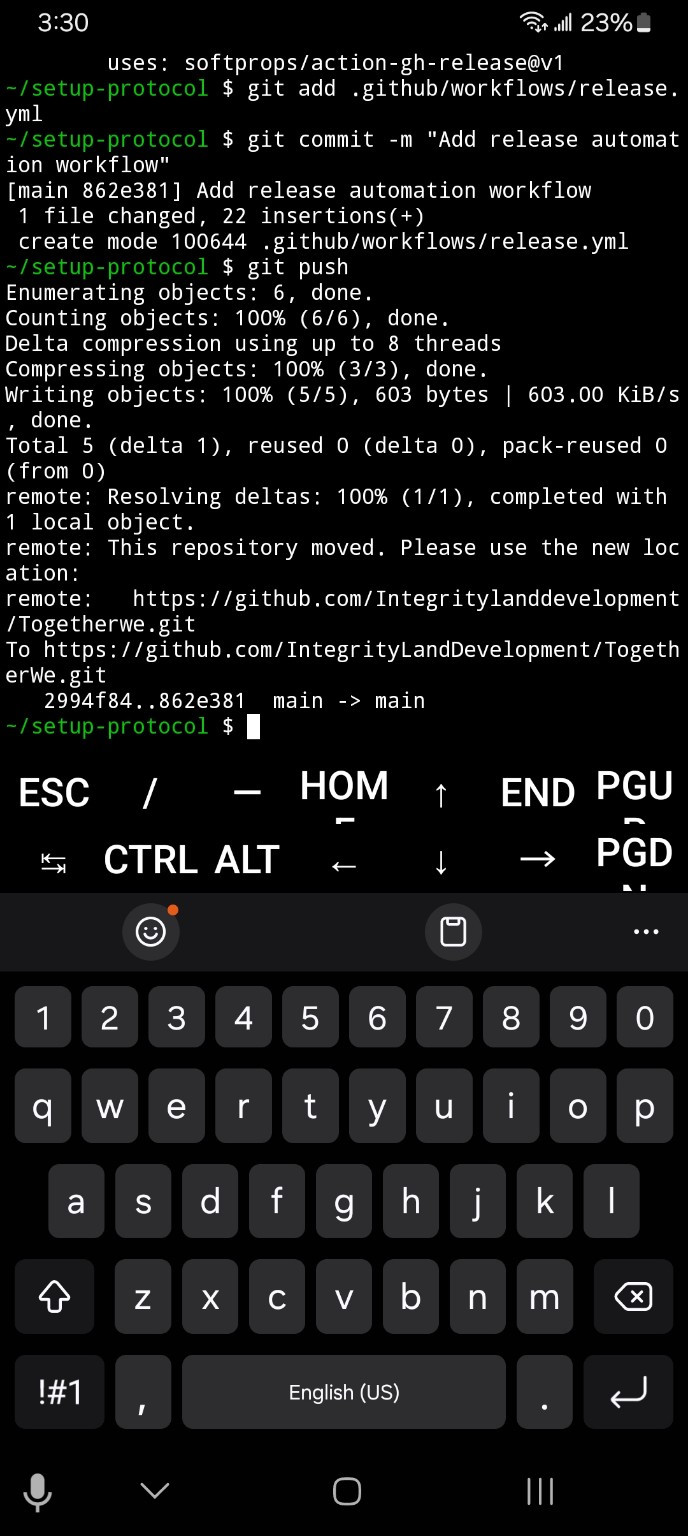 3:30 23%
uses: softprops/action-gh-release@v1
~/setup-protocol $ git add .github/workflows/release.
yml
~/setup-protocol $ git commit -m "Add release automat
ion workflow"
[main 862e381] Add release automation workflow
1 file changed, 22 insertions(+)
create mode 100644 .github/workflows/release.yml
~/setup-protocol $ git push
Enumerating objects: 6, done.
Counting objects: 100% (6/6), done.
Delta compression using up to 8 threads
Compressing objects: 100% (3/3), done.
Writing objects: 100% (5/5), 603 bytes | 603.00 KiB/s
, done.
Total 5 (delta 1), reused 0 (delta 0), pack-reused 0
(from 0)
remote: Resolving deltas: 100% (1/1), completed with
1 local object.
remote: This repository moved. Please use the new loc
ation:
remote:   https://github.com/Integritylanddevelopment
/Togetherwe.git
To https://github.com/IntegrityLandDevelopment/Togeth
erWe.git
2994f84..862e381  main -> main
~/setup-protocol $
ESC / — HOME ↑ END PGUP
↹ CTRL ALT ← ↓ → PGDN
1 2 3 4 5 6 7 8 9 0
q w e r t y u i o p
a s d f g h j k l
z x c v b n m
!#1 , English (US) .